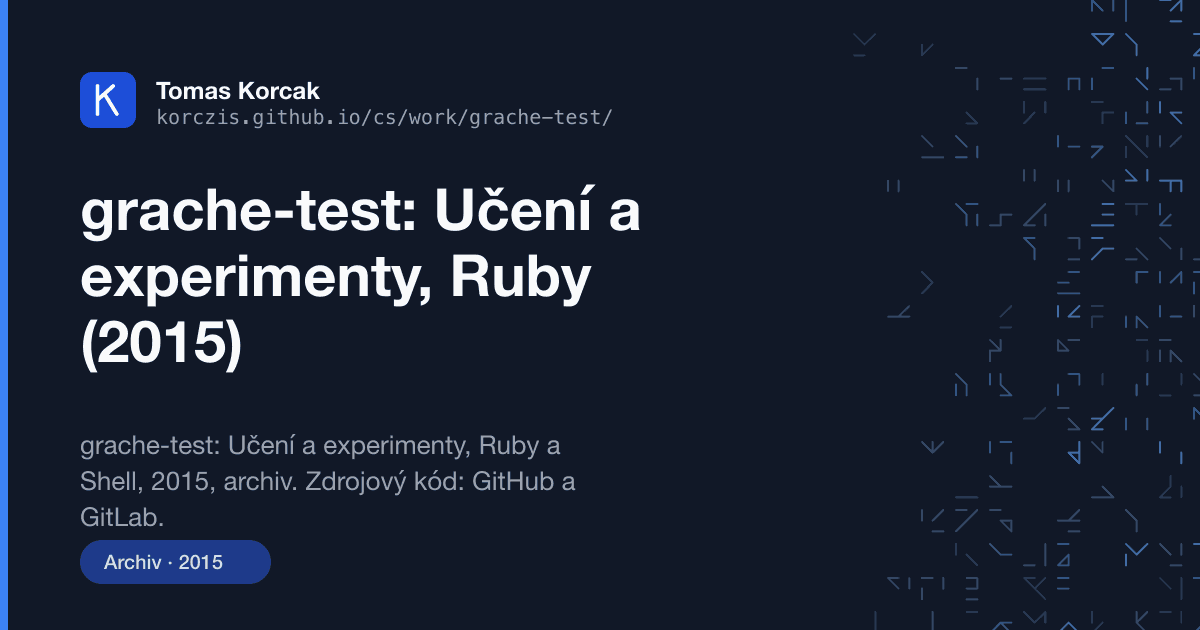 K
Tomas Korcak
korczis.github.io/cs/work/grache-test/
grache-test: Učení a
experimenty, Ruby
(2015)
grache-test: Učení a experimenty, Ruby a
Shell, 2015, archiv. Zdrojový kód: GitHub a
GitLab.
Archiv · 2015